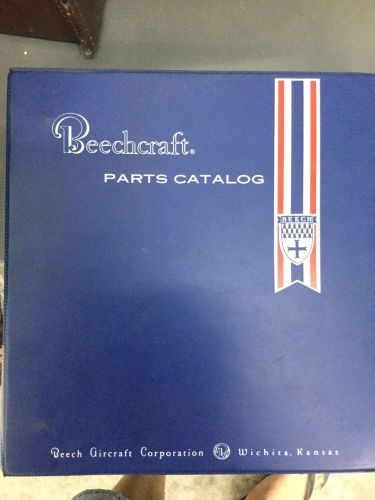 Beechcraft®
PARTS CATALOG
BEECH
Beech Aircraft Corporation B Wichita, Kansas